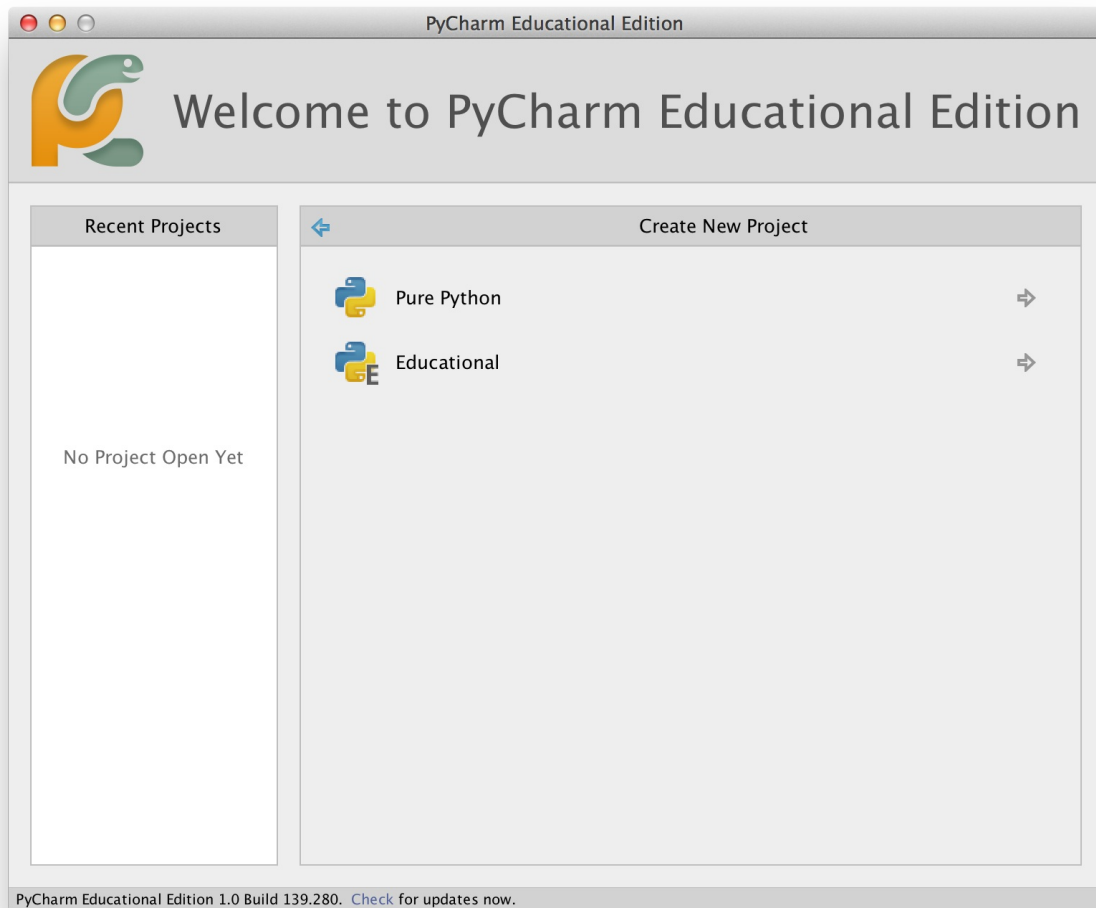 PyCharm Educational Edition
Welcome to PyCharm Educational Edition
Recent Projects
Create New Project
Pure Python
Educational
No Project Open Yet
PyCharm Educational Edition 1.0 Build 139.280. Check for updates now.